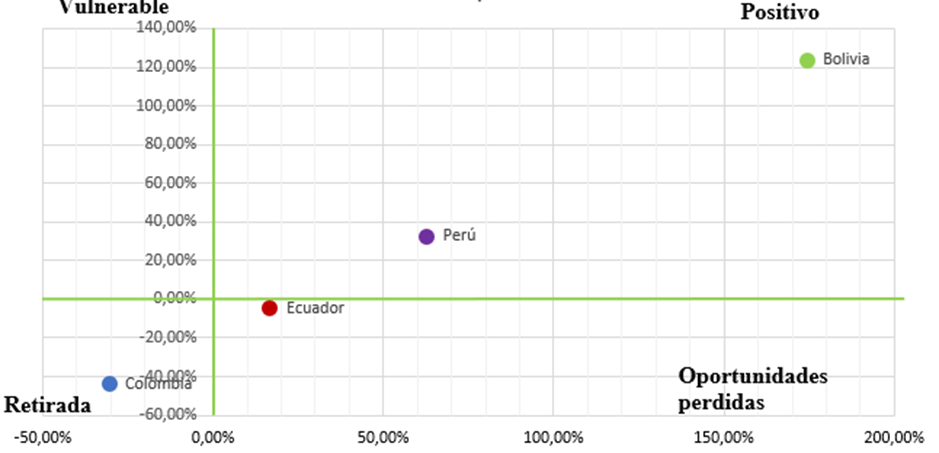 Vulnerable
Positivo
140,00%
120,00%
Bolivia
100,00%
80,00%
60,00%
40,00%
Perú
20,00%
0,00%
Ecuador
-20,00%
-40,00%
Colombia
Oportunidades
perdidas
Retirada
-60,00%
-50,00%
0,00%
50,00%
100,00%
150,00%
200,00%